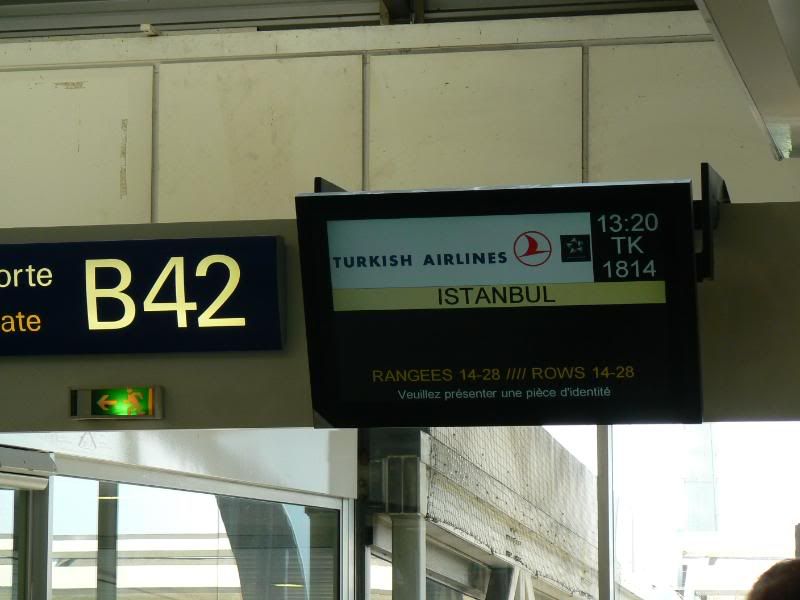 orte
ate
B42
TURKISH AIRLINES
13:20
TK
1814
ISTANBUL
RANGEES 14-28 //// ROWS 14-28
Veuillez présenter une pièce d'identité